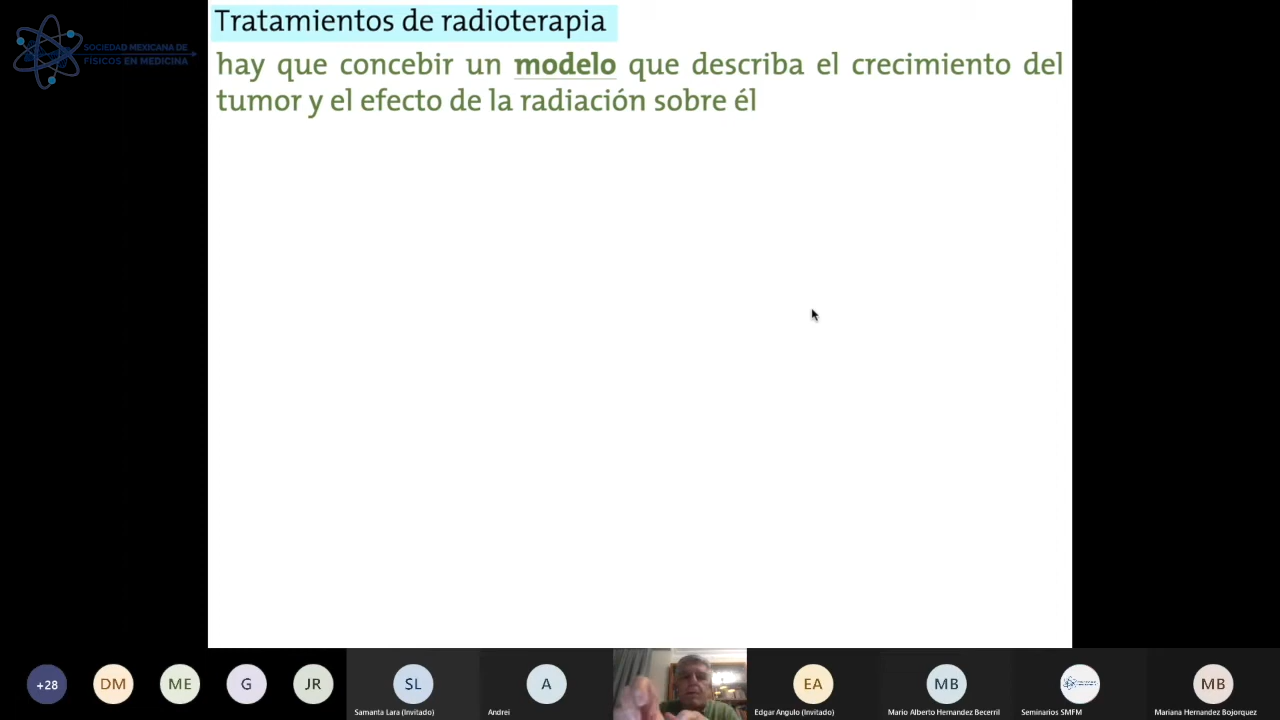 Tratamientos de radioterapia
SOCIEDAD MEXICANA DE
FÍSICOS EN MEDICINA
hay que concebir un modelo que describa el crecimiento del
tumor y el efecto de la radiación sobre él
+28
DM
ME
G
JR
SL
A
EA
MB
MB
Samanta Lara (Invitado)
Andrei
Edgar Angulo (Invitado)
Mario Alberto Hernandez Becerril
Seminarios SMFM
Mariana Hernandez Bojorquez